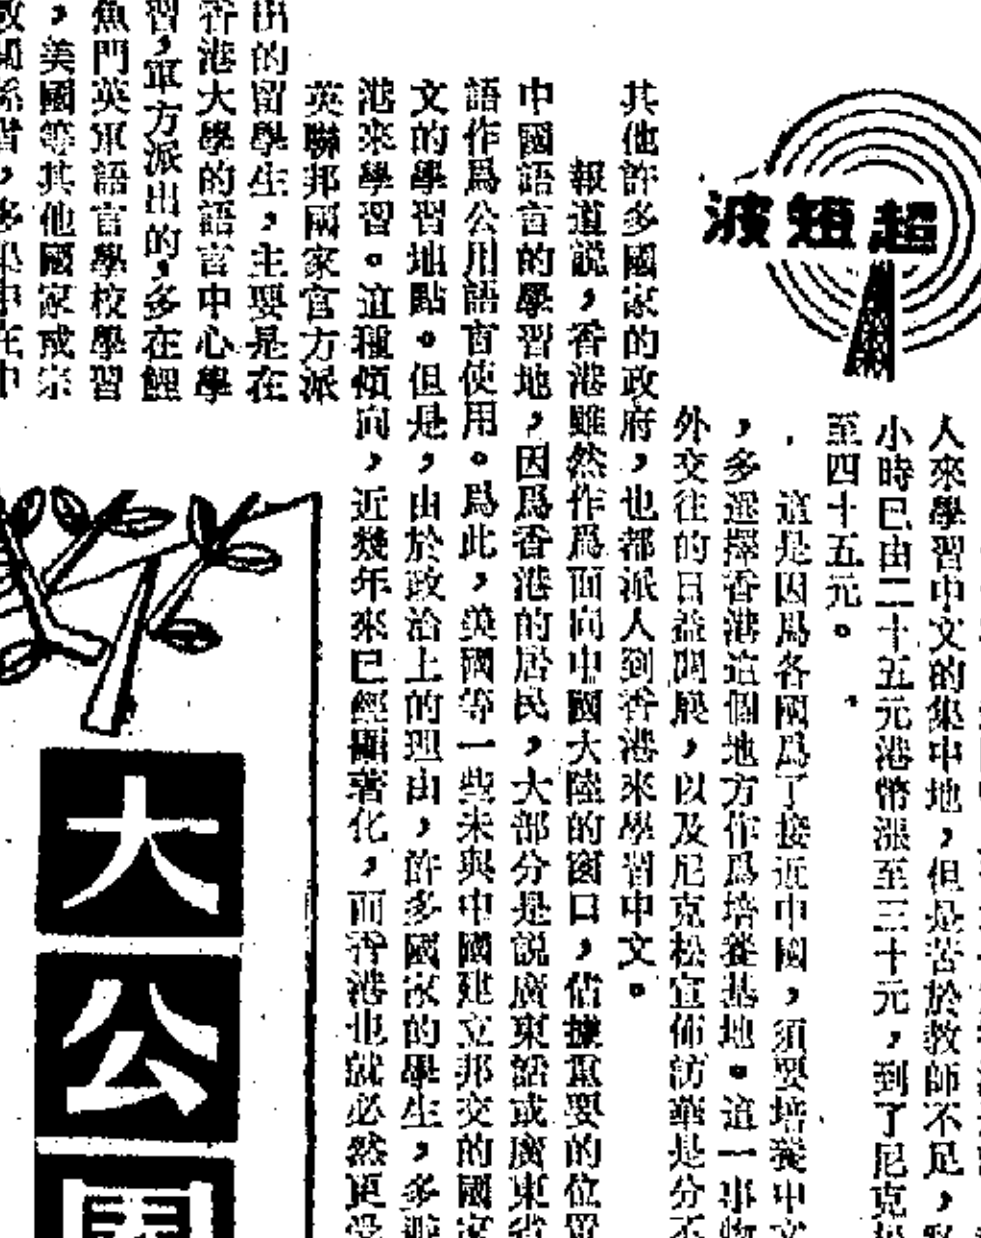 超短波
人來學習中文的集中地，但是苦於教師不足，
小時已由二十五元港幣漲至三十元，到了尼克
至四十五元。
這是因爲各國爲了接近中國，須要培養中文
，多選擇香港這個地方作爲培養基地。這一事物
外交往的日益開展，以及尼克松宣佈訪華是分不
其他許多國家的政府，也都派人到香港來學習中文。
報道説，香港雖然作爲面向中國大陸的窗口，佔據重要的位置
中國語言的學習地，因爲香港的居民，大部分是説廣東話或廣東省
語作爲公用語言使用。爲此，美國等一些未與中國建立邦交的國家
文的學習地點。但是，由於政治上的理由，許多國家的學生，多
港來學習。這種傾向，近幾年來已經顯著化，而香港也就必然更
英聯邦國家官方派
出的留學生，主要是在
香港大學的語言中心學
習，軍方派出的，多在鯉
魚門英軍語言學校學習
，美國等其他國家或宗
大公園